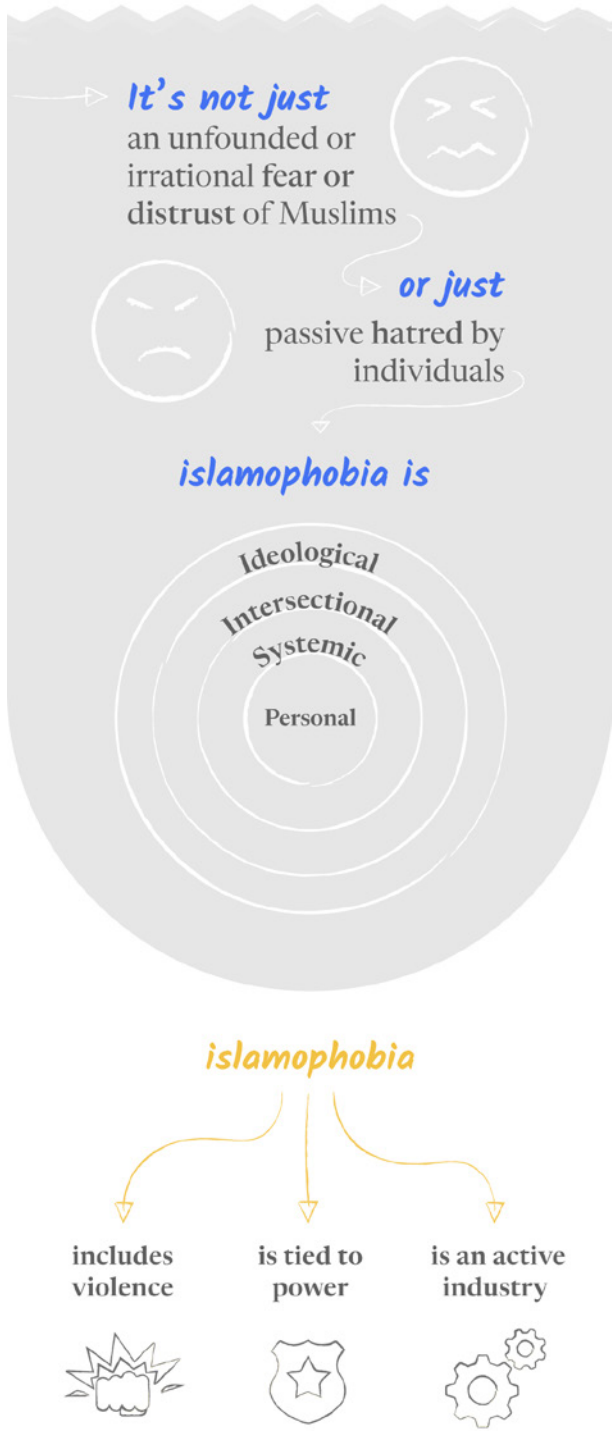 It's not just
an unfounded or
irrational fear or
distrust of Muslims
or just
passive hatred by
individuals
islamophobia is
Ideological
Intersectional
Systemic
Personal
islamophobia
includes
violence
is tied to
power
is an active
industry